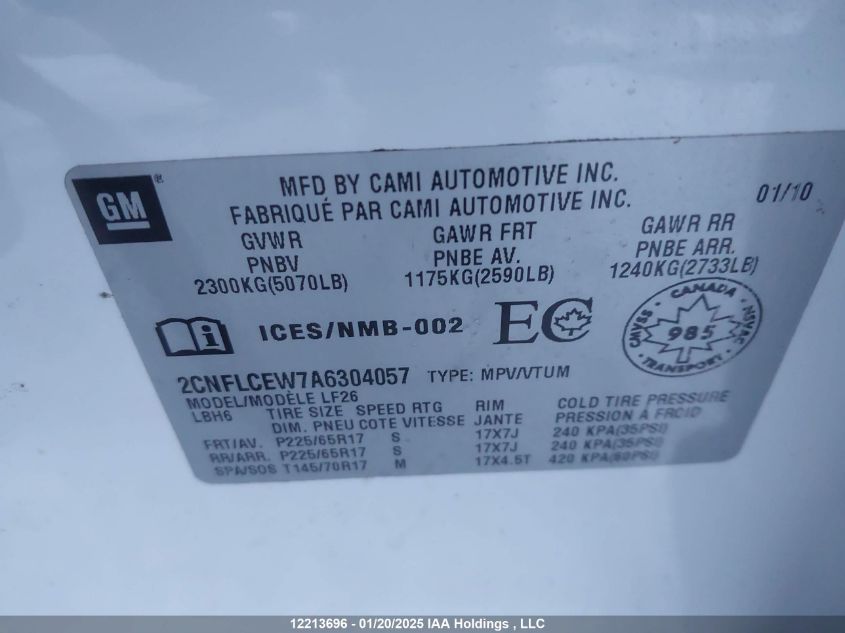 GM®
MFD BY CAMI AUTOMOTIVE INC.
FABRIQUÉ PAR CAMI AUTOMOTIVE INC.
01/10
GVWR GAWR FRT GAWR RR
PNBV PNBE AV. PNBE ARR.
2300KG(5070LB) 1175KG(2590LB) 1240KG(2733LB)
i ICES/NMB-002 EC
CANADA
CMVSS 985 NSVAC
TRANSPORT
2CNFLCEW7A6304057 TYPE: MPV/VTUM
MODEL/MODÈLE LF26
LBH6 TIRE SIZE SPEED RTG RIM COLD TIRE PRESSURE
DIM. PNEU COTE VITESSE JANTE PRESSION À FROID
FRT/AV. P225/65R17 S 17X7J 240 KPA(35PSI)
RR/ARR. P225/65R17 S 17X7J 240 KPA(35PSI)
SPA/SOS T145/70R17 M 17X4.5T 420 KPA(60PSI)
12213696 - 01/20/2025 IAA Holdings , LLC